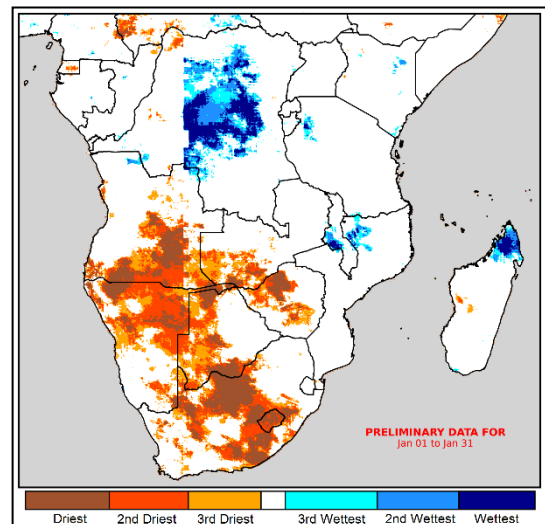 PRELIMINARY DATA FOR
Jan 01 to Jan 31
Driest 2nd Driest 3rd Driest 3rd Wettest 2nd Wettest Wettest